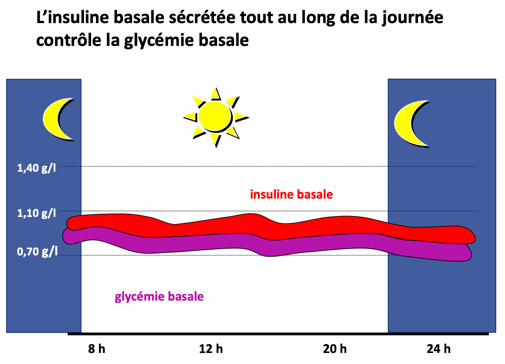 L’insuline basale sécrétée tout au long de la journée
contrôle la glycémie basale
1,40 g/l
insuline basale
1,10 g/l
0,70 g/l
glycémie basale
8 h 12 h 20 h 24 h